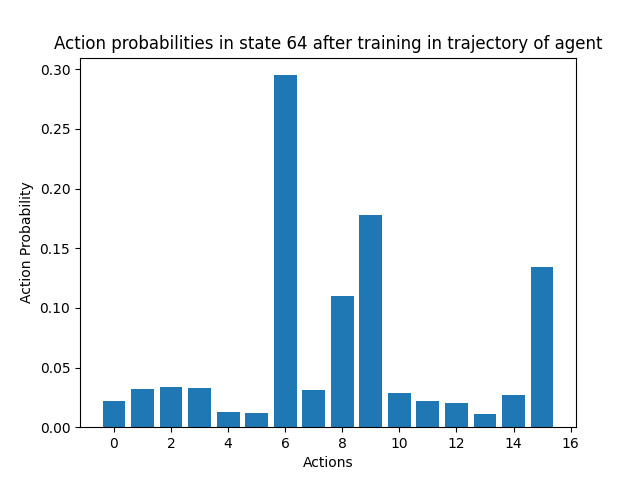 Action probabilities in state 64 after training in trajectory of agent
0.30
0.25
0.20
0.15
0.10
0.05
0.00
Action Probability
0 2 4 6 8 10 12 14 16
Actions